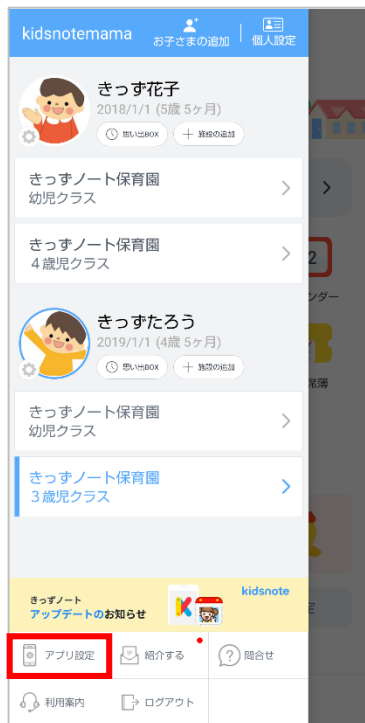 kidsnotemama
お子さまの追加
個人設定
きっず花子
2018/1/1 (5歳 5ヶ月)
思い出BOX
施設の追加
きっずノート保育園
幼児クラス
きっずノート保育園
4歳児クラス
きっずたろう
2019/1/1 (4歳 5ヶ月)
思い出BOX
施設の追加
きっずノート保育園
幼児クラス
きっずノート保育園
3歳児クラス
きっずノート
アップデートのお知らせ
kidsnote
アプリ設定
紹介する
問合せ
利用案内
ログアウト
2
ンダー
席簿